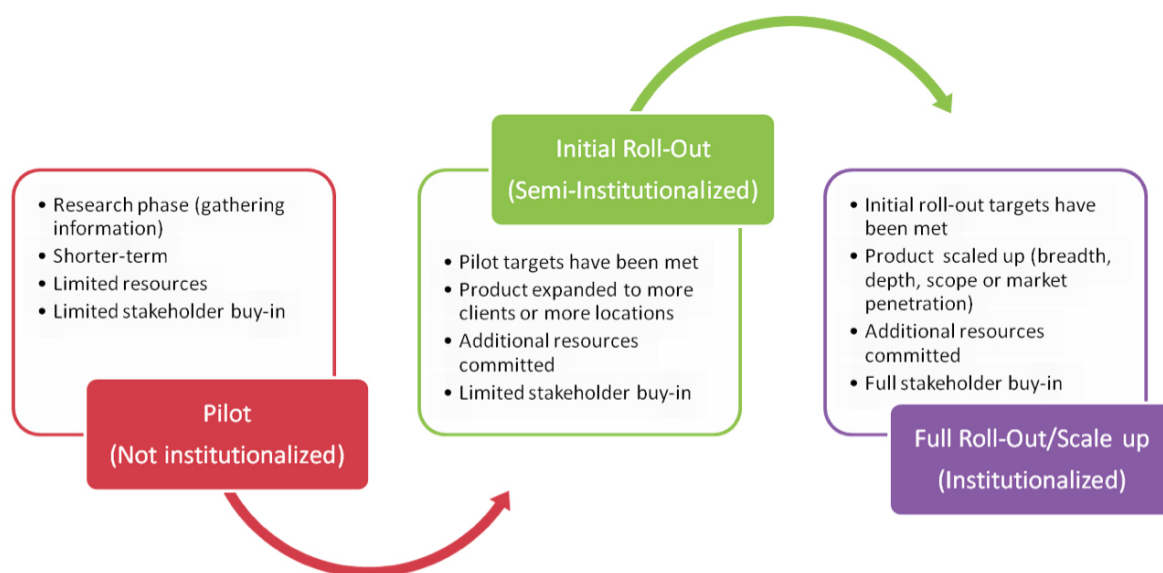 • Research phase (gathering
information)
• Shorter-term
• Limited resources
• Limited stakeholder buy-in
Pilot
(Not institutionalized)
Initial Roll-Out
(Semi-Institutionalized)
• Pilot targets have been met
• Product expanded to more
clients or more locations
• Additional resources
committed
• Limited stakeholder buy-in
• Initial roll-out targets have
been met
• Product scaled up (breadth,
depth, scope or market
penetration)
• Additional resources
committed
• Full stakeholder buy-in
Full Roll-Out/Scale up
(Institutionalized)